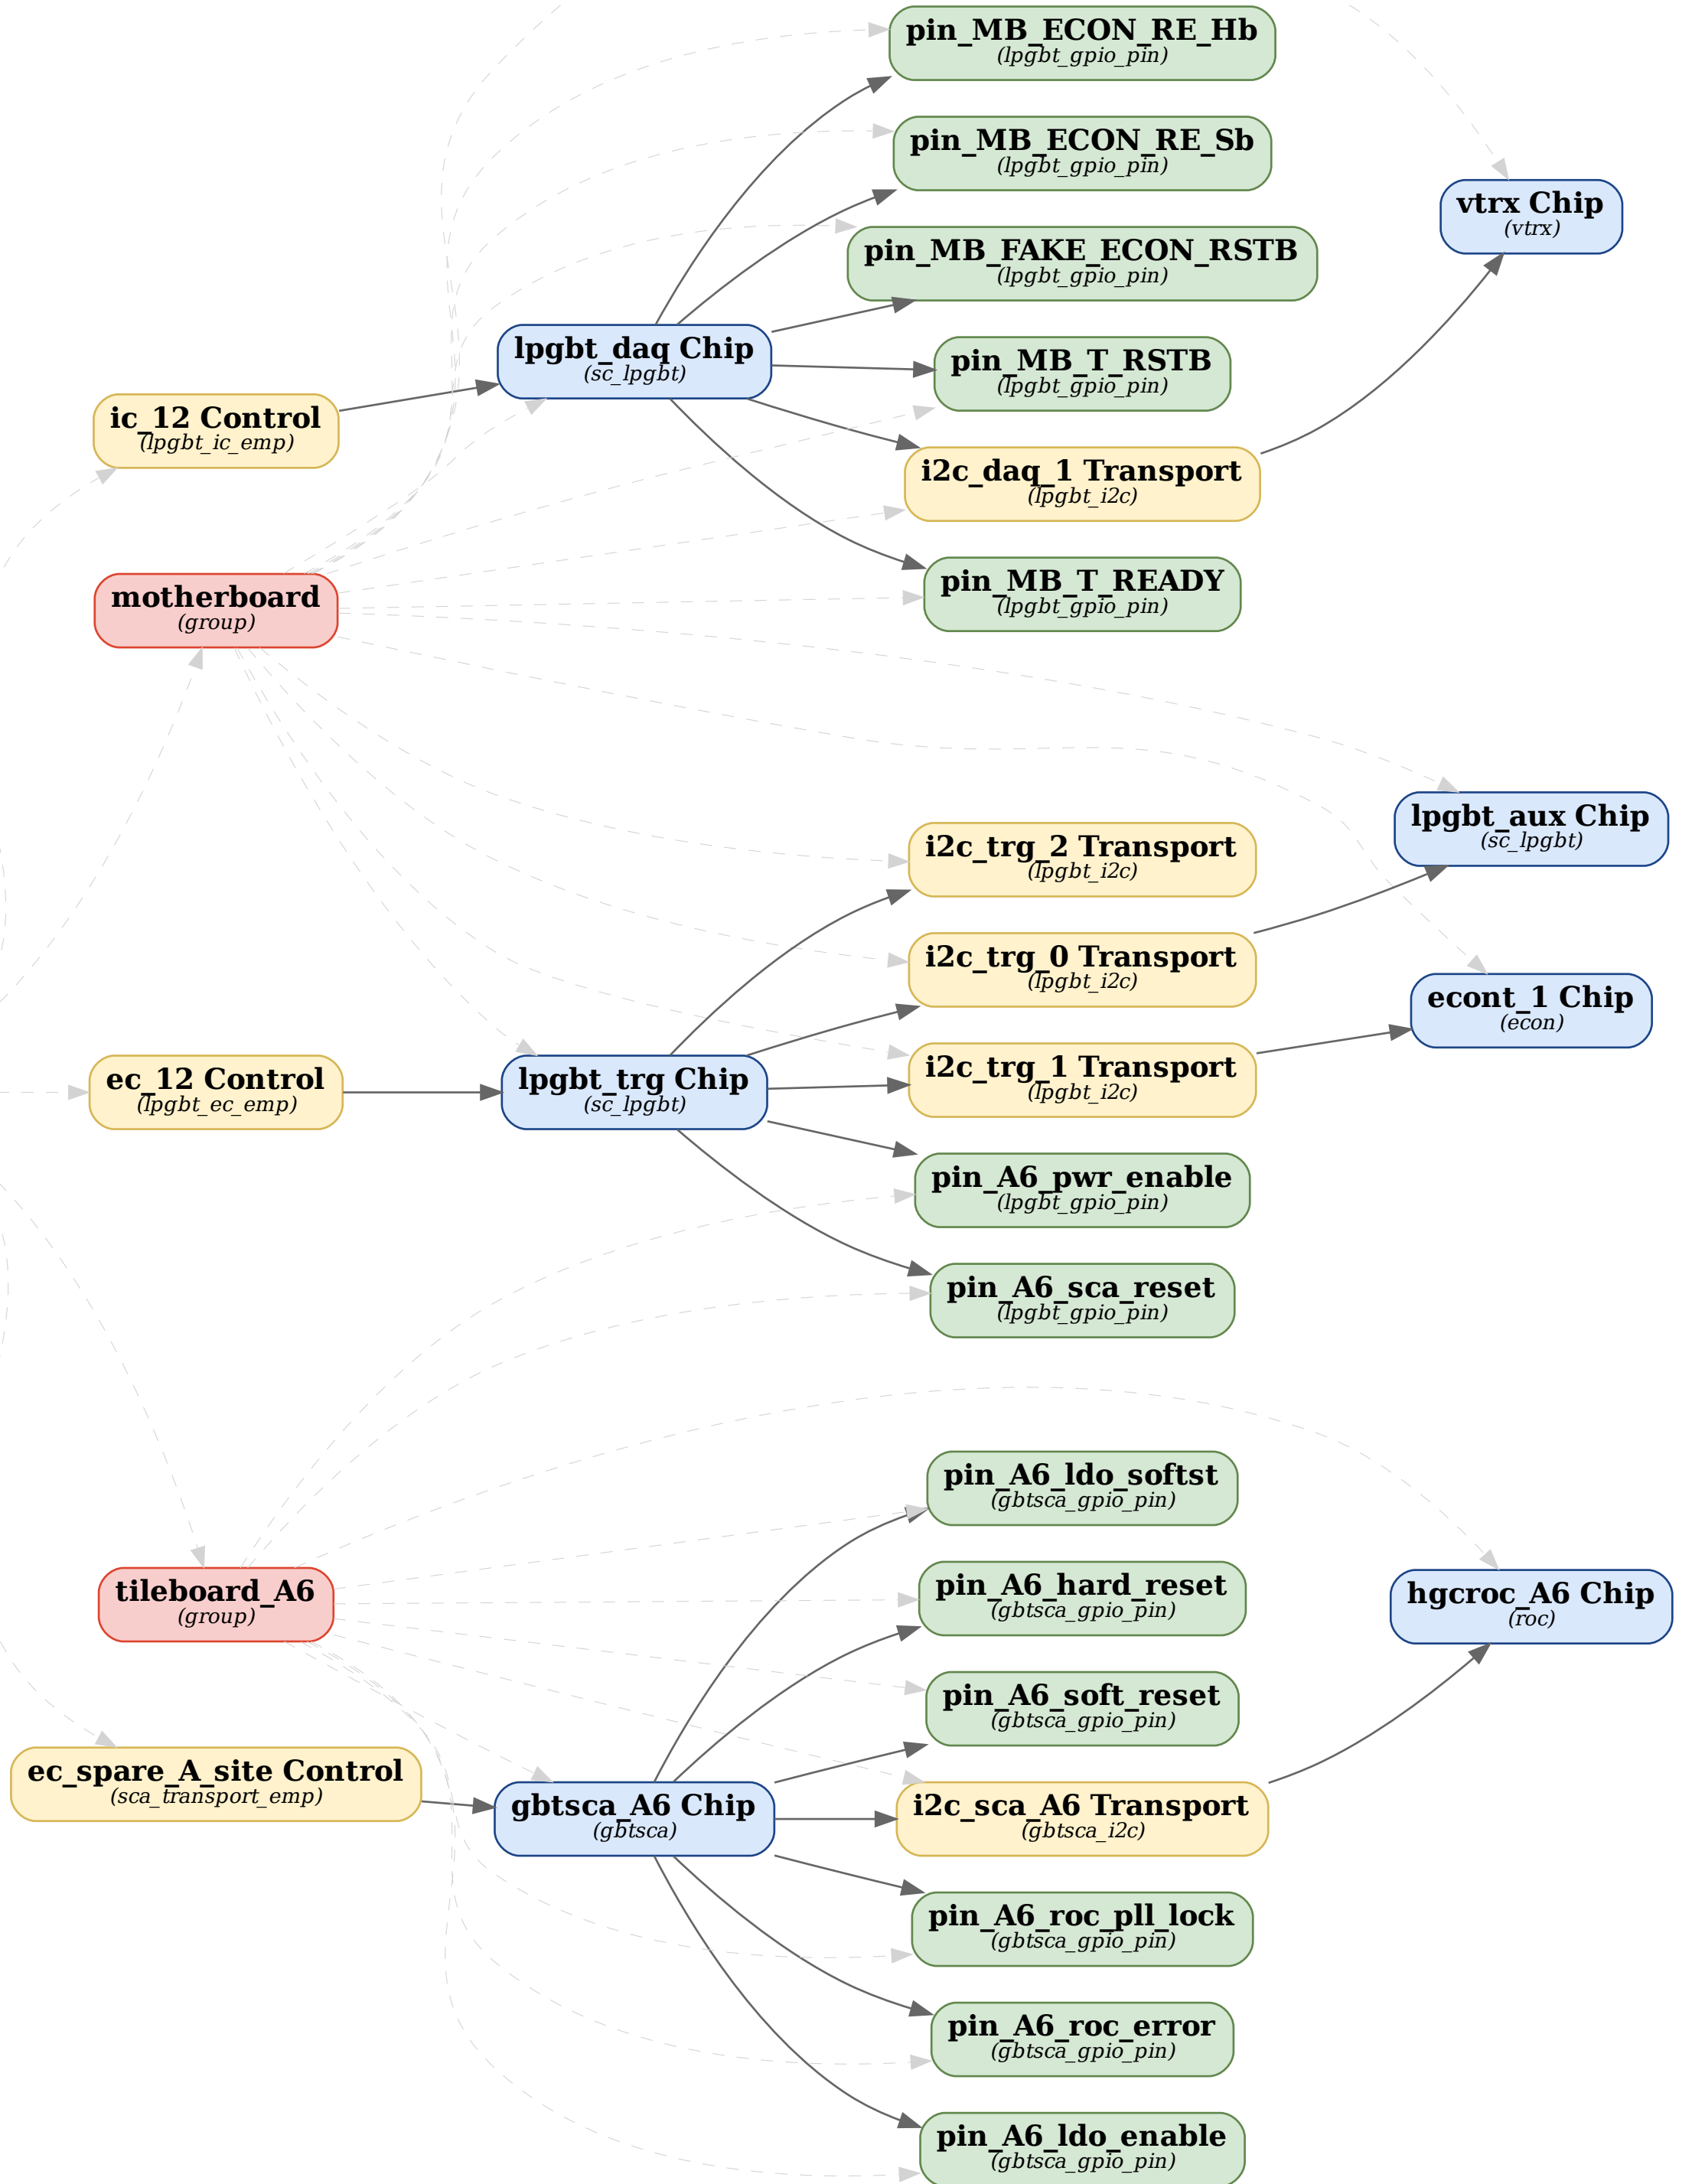 pin_MB_ECON_RE_Hb
(lpgbt_gpio_pin)
pin_MB_ECON_RE_Sb
(lpgbt_gpio_pin)
vtrx Chip
(vtrx)
pin_MB_FAKE_ECON_RSTB
(lpgbt_gpio_pin)
lpgbt_daq Chip
(sc_lpgbt)
pin_MB_T_RSTB
(lpgbt_gpio_pin)
ic_12 Control
(lpgbt_ic_emp)
i2c_daq_1 Transport
(lpgbt_i2c)
motherboard
(group)
pin_MB_T_READY
(lpgbt_gpio_pin)
lpgbt_aux Chip
(sc_lpgbt)
i2c_trg_2 Transport
(lpgbt_i2c)
i2c_trg_0 Transport
(lpgbt_i2c)
econt_1 Chip
(econ)
ec_12 Control
(lpgbt_ec_emp)
lpgbt_trg Chip
(sc_lpgbt)
i2c_trg_1 Transport
(lpgbt_i2c)
pin_A6_pwr_enable
(lpgbt_gpio_pin)
pin_A6_sca_reset
(lpgbt_gpio_pin)
pin_A6_ldo_softst
(gbtsca_gpio_pin)
tileboard_A6
(group)
pin_A6_hard_reset
(gbtsca_gpio_pin)
hgcroc_A6 Chip
(roc)
pin_A6_soft_reset
(gbtsca_gpio_pin)
ec_spare_A_site Control
(sca_transport_emp)
gbtsca_A6 Chip
(gbtsca)
i2c_sca_A6 Transport
(gbtsca_i2c)
pin_A6_roc_pll_lock
(gbtsca_gpio_pin)
pin_A6_roc_error
(gbtsca_gpio_pin)
pin_A6_ldo_enable
(gbtsca_gpio_pin)